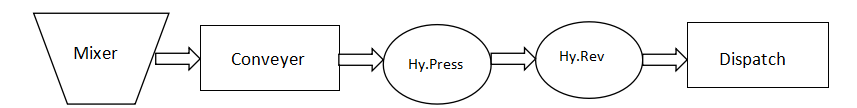 Mixer
Conveyer
Hy.Press
Hy.Rev
Dispatch